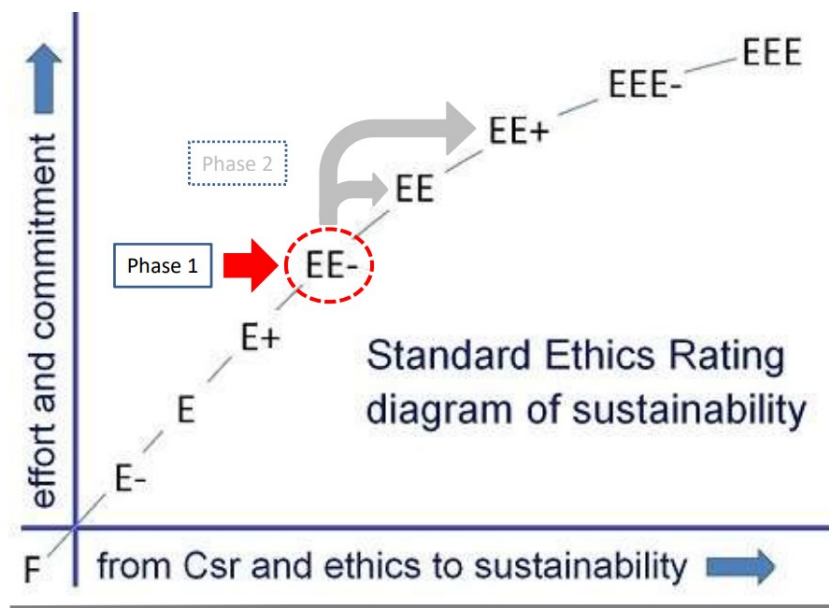 EEE
EEE-
EE+
Phase 2
EE
Phase 1
EE-
E+
Standard Ethics Rating
diagram of sustainability
E
E-
F
effort and commitment
from Csr and ethics to sustainability